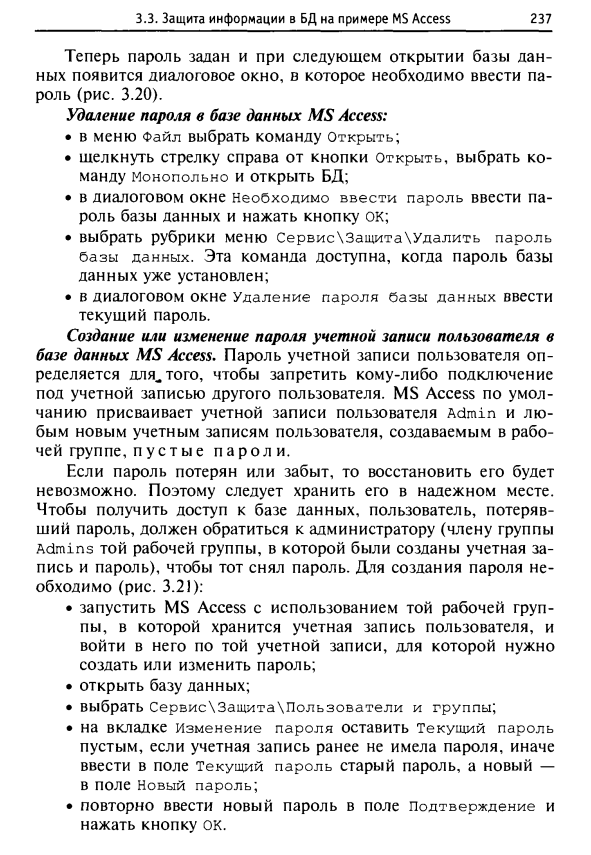 3.3. Защита информации в БД на примере MS Access 237
Теперь пароль задан и при следующем открытии базы дан-
ных появится диалоговое окно, в которое необходимо ввести па-
роль (рис. 3.20).
Удаление пароля в базе данных MS Access:
• в меню Файл выбрать команду Открыть;
• щелкнуть стрелку справа от кнопки Открыть, выбрать ко-
манду Монопольно и открыть БД;
• в диалоговом окне Необходимо ввести пароль ввести па-
роль базы данных и нажать кнопку OK;
• выбрать рубрики меню Сервис\Защита\Удалить пароль
базы данных. Эта команда доступна, когда пароль базы
данных уже установлен;
• в диалоговом окне Удаление пароля базы данных ввести
текущий пароль.
Создание или изменение пароля учетной записи пользователя в
базе данных MS Access. Пароль учетной записи пользователя оп-
ределяется для того, чтобы запретить кому-либо подключение
под учетной записью другого пользователя. MS Access по умол-
чанию присваивает учетной записи пользователя Admin и лю-
бым новым учетным записям пользователя, создаваемым в рабо-
чей группе, пустые пароли.
Если пароль потерян или забыт, то восстановить его будет
невозможно. Поэтому следует хранить его в надежном месте.
Чтобы получить доступ к базе данных, пользователь, потеряв-
ший пароль, должен обратиться к администратору (члену группы
Admins той рабочей группы, в которой были созданы учетная за-
пись и пароль), чтобы тот снял пароль. Для создания пароля не-
обходимо (рис. 3.21):
• запустить MS Access с использованием той рабочей груп-
пы, в которой хранится учетная запись пользователя, и
войти в него по той учетной записи, для которой нужно
создать или изменить пароль;
• открыть базу данных;
• выбрать Сервис\Защита\Пользователи и группы;
• на вкладке Изменение пароля оставить Текущий пароль
пустым, если учетная запись ранее не имела пароля, иначе
ввести в поле Текущий пароль старый пароль, а новый —
в поле Новый пароль;
• повторно ввести новый пароль в поле Подтверждение и
нажать кнопку OK.